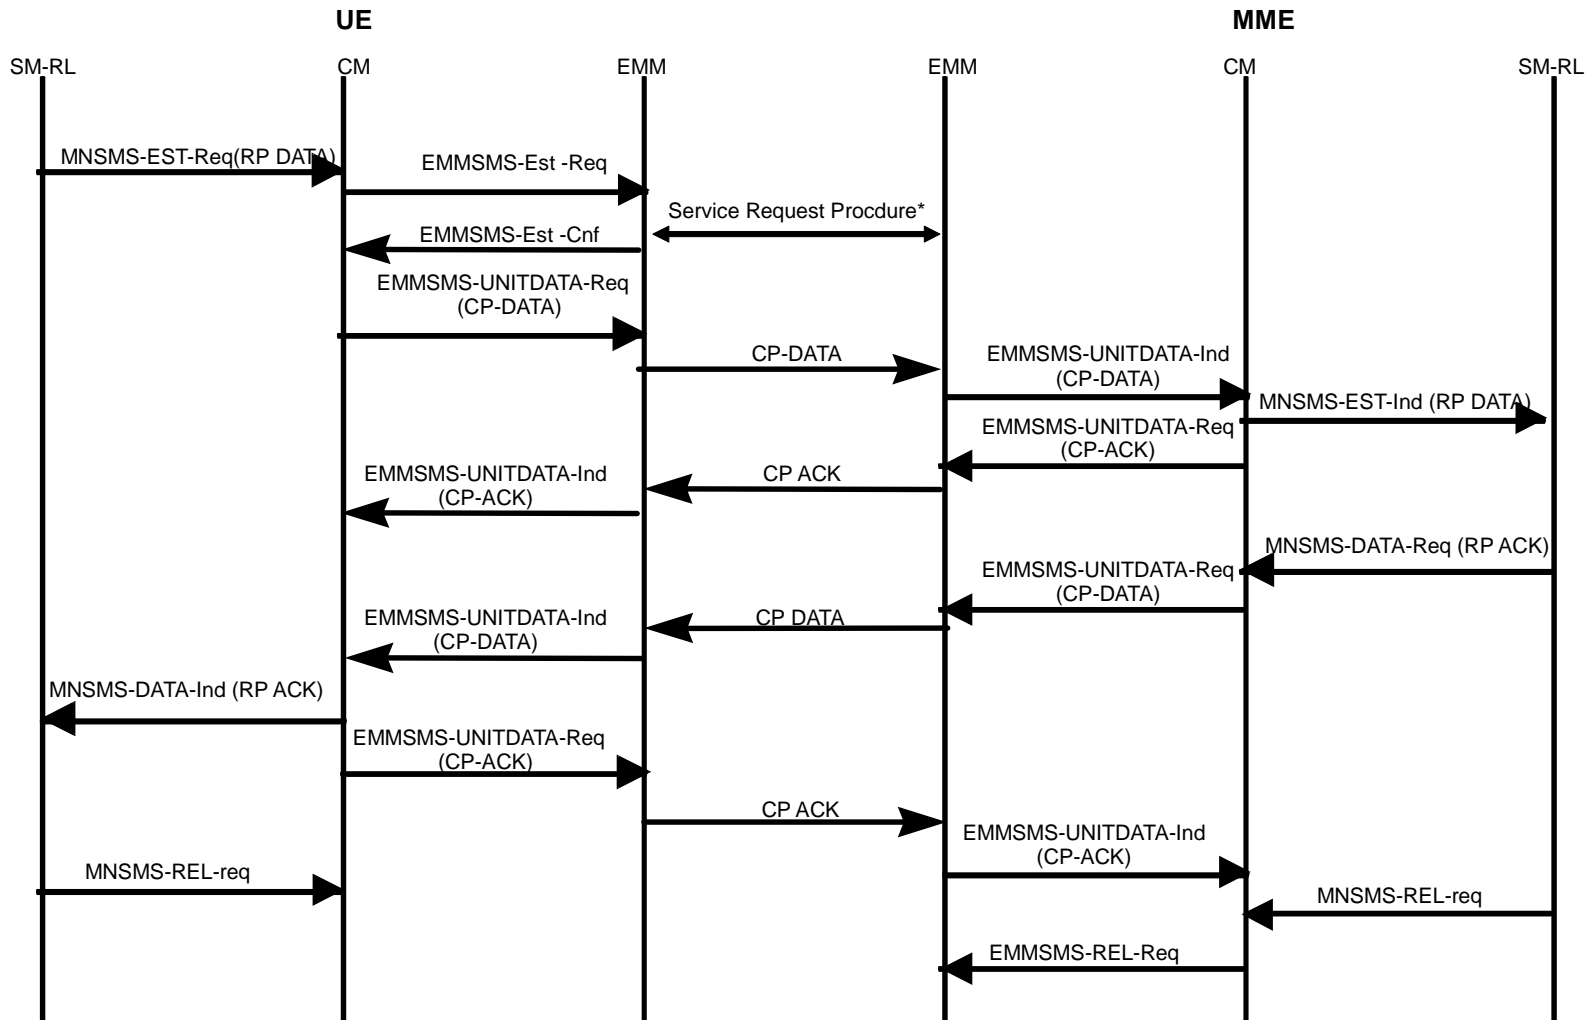 UE
MME
SM-RL
CM
EMM
EMM
CM
SM-RL
MNSMS-EST-Req(RP DATA)
EMMSMS-Est -Req
Service Request Procdure*
EMMSMS-Est -Cnf
EMMSMS-UNITDATA-Req
(CP-DATA)
CP-DATA
EMMSMS-UNITDATA-Ind
(CP-DATA)
MNSMS-EST-Ind (RP DATA)
EMMSMS-UNITDATA-Req
(CP-ACK)
CP ACK
EMMSMS-UNITDATA-Ind
(CP-ACK)
MNSMS-DATA-Req (RP ACK)
EMMSMS-UNITDATA-Req
(CP-DATA)
CP DATA
EMMSMS-UNITDATA-Ind
(CP-DATA)
MNSMS-DATA-Ind (RP ACK)
EMMSMS-UNITDATA-Req
(CP-ACK)
CP ACK
EMMSMS-UNITDATA-Ind
(CP-ACK)
MNSMS-REL-req
MNSMS-REL-req
EMMSMS-REL-Req